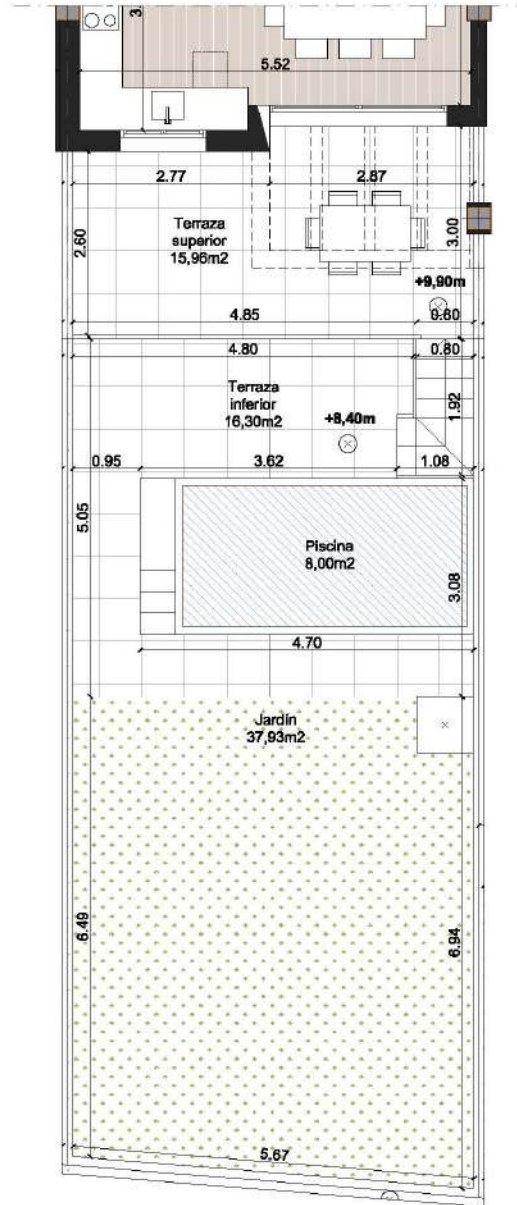 3.
5.52
2.77
2.87
2.60
Terraza
superior
15,96m2
3.00
+9,90m
4.85
0.80
4.80
0.80
Terraza
inferior
16,30m2
+8,40m
1.92
0.95
3.62
1.08
5.05
Piscina
8,00m2
3.08
4.70
Jardín
37,93m2
6.49
6.94
5.67